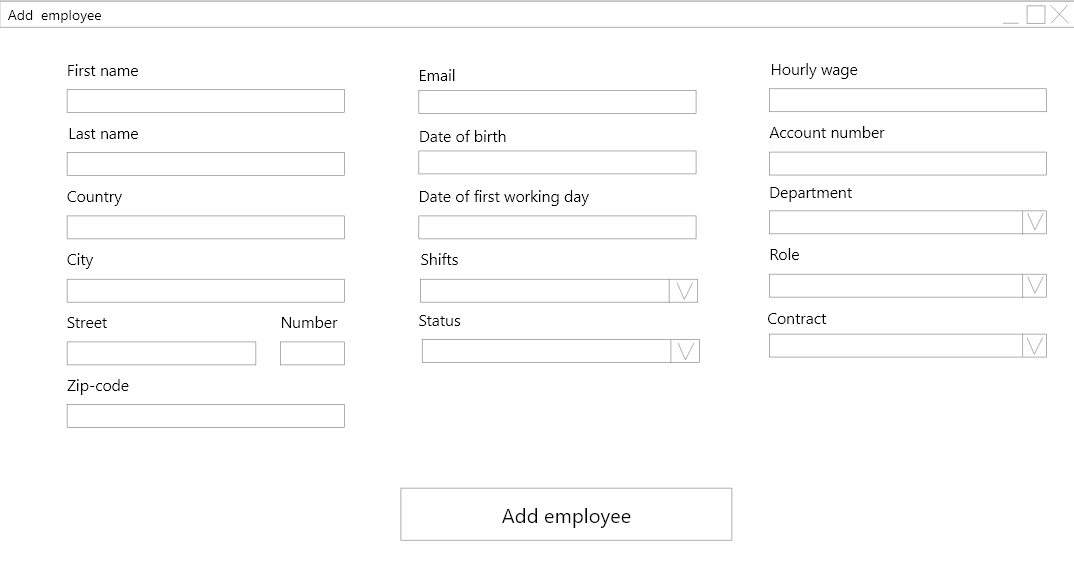 Add employee
First name
Last name
Country
City
Street Number
Zip-code
Email
Date of birth
Date of first working day
Shifts
Status
Hourly wage
Account number
Department
Role
Contract
Add employee